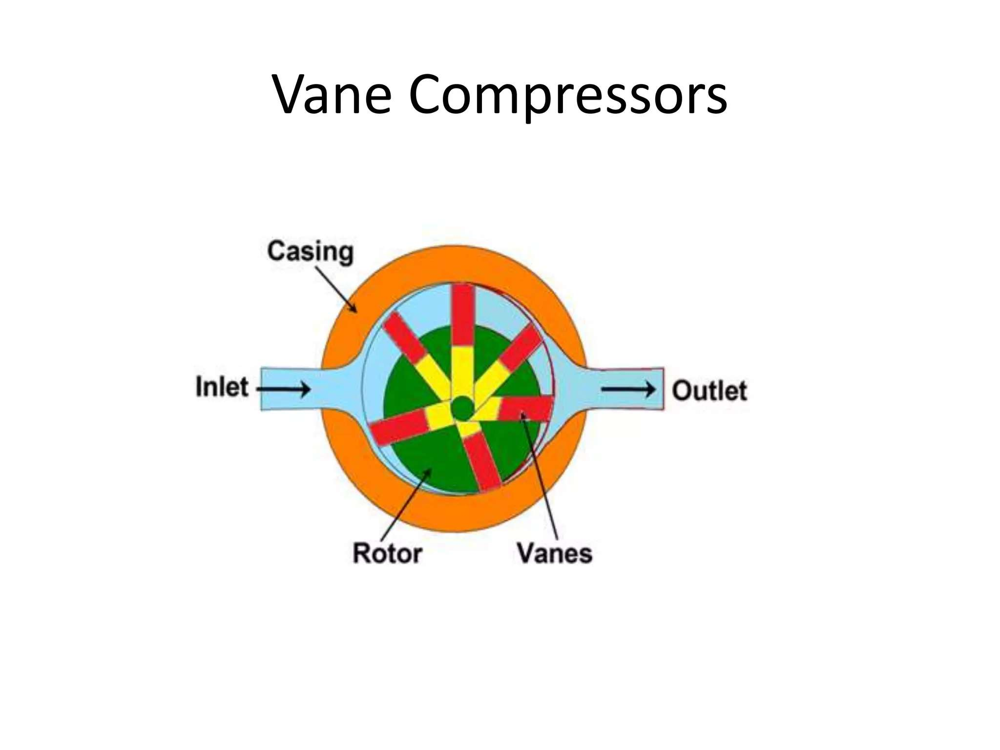 Vane Compressors
Casing
Inlet
Outlet
Rotor
Vanes